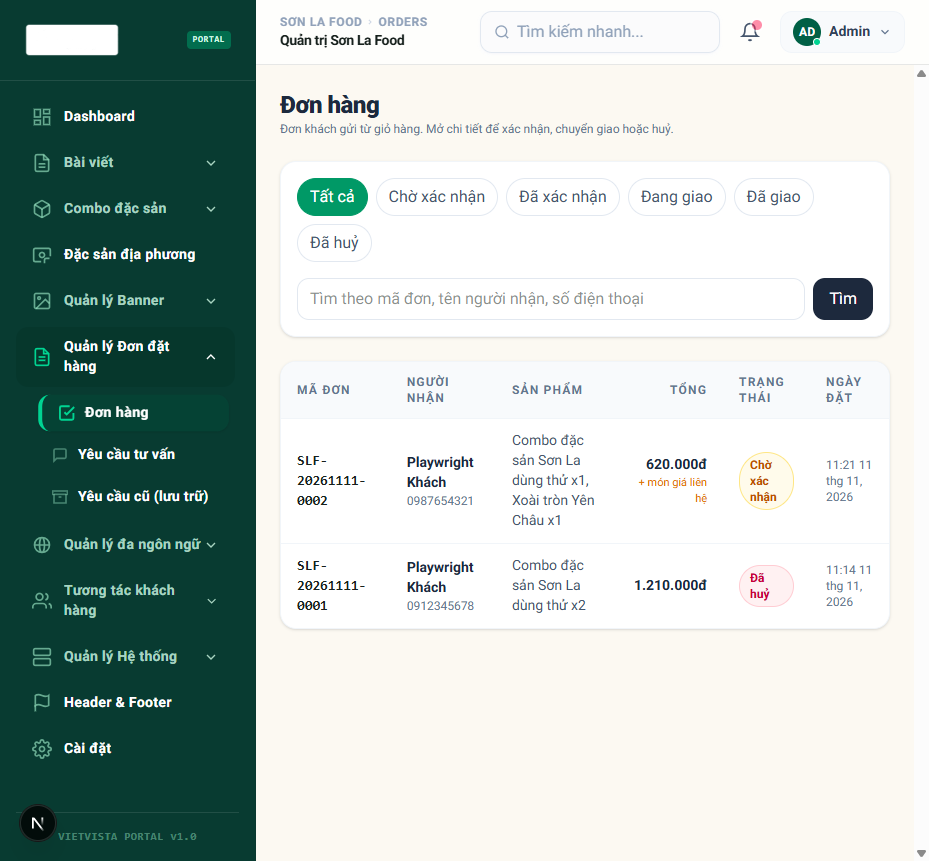 PORTAL
SƠN LA FOOD › ORDERS
Quản trị Sơn La Food
Tìm kiếm nhanh...
AD
Admin
Dashboard
Bài viết
Combo đặc sản
Đặc sản địa phương
Quản lý Banner
Quản lý Đơn đặt
hàng
Đơn hàng
Yêu cầu tư vấn
Yêu cầu cũ (lưu trữ)
Quản lý đa ngôn ngữ
Tương tác khách
hàng
Quản lý Hệ thống
Header & Footer
Cài đặt
N
VIETVISTA PORTAL v1.0
Đơn hàng
Đơn khách gửi từ giỏ hàng. Mở chi tiết để xác nhận, chuyển giao hoặc huỷ.
Tất cả
Chờ xác nhận
Đã xác nhận
Đang giao
Đã giao
Đã huỷ
Tìm theo mã đơn, tên người nhận, số điện thoại
Tìm
MÃ ĐƠN
NGƯỜI
NHẬN
SẢN PHẨM
TỔNG
TRẠNG
THÁI
NGÀY
ĐẶT
SLF-
20261111-
0002
Playwright
Khách
0987654321
Combo đặc
sản Sơn La
dùng thử x1,
Xoài tròn Yên
Châu x1
620.000đ
+ món giá liên
hệ
Chờ
xác
nhận
11:21 11
thg 11,
2026
SLF-
20261111-
0001
Playwright
Khách
0912345678
Combo đặc
sản Sơn La
dùng thử x2
1.210.000đ
Đã
huỷ
11:14 11
thg 11,
2026